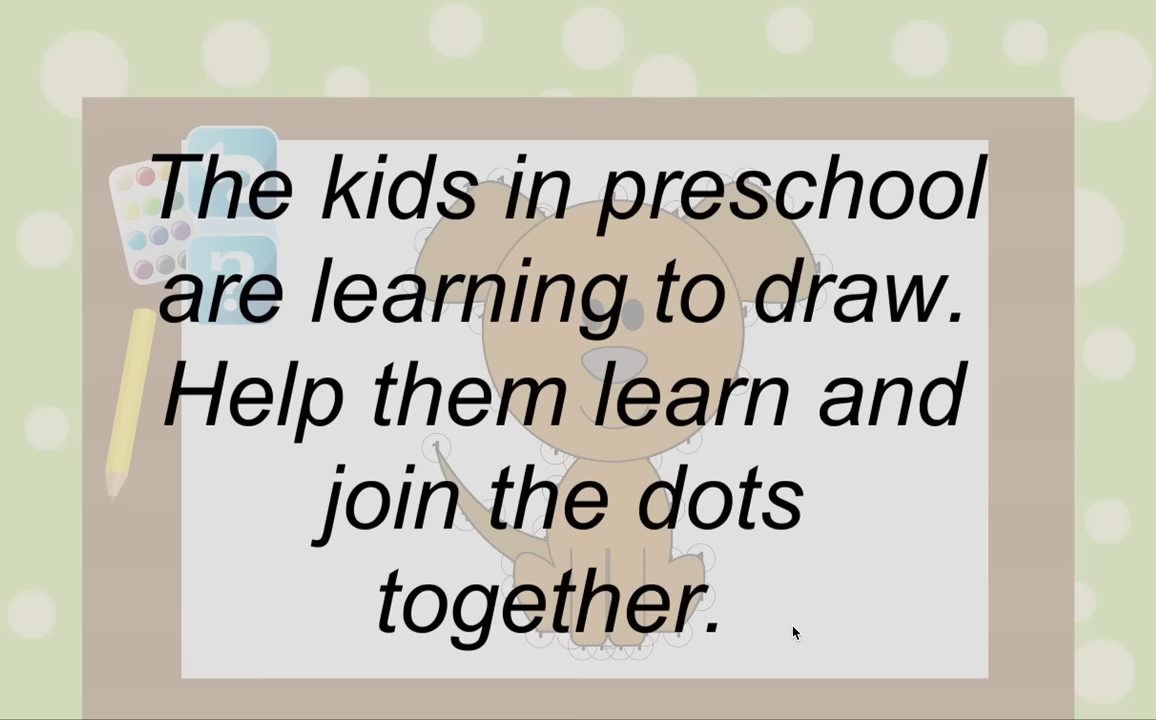 The kids in preschool
are learning to draw.
Help them learn and
join the dots
together.